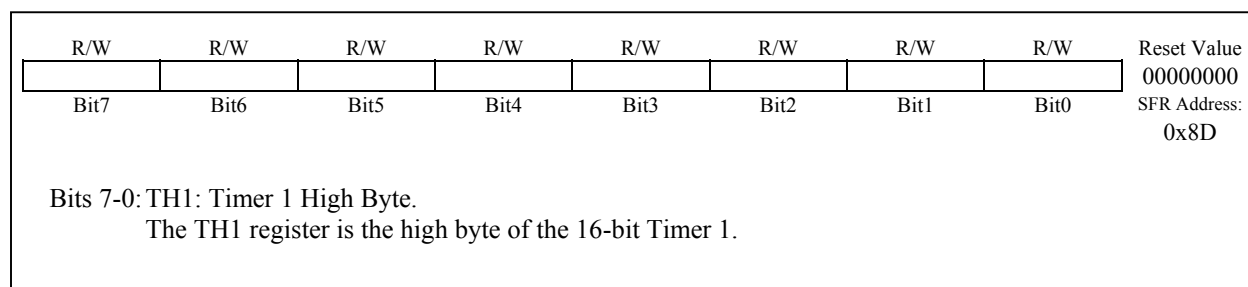 R/W R/W R/W R/W R/W R/W R/W R/W Reset Value
00000000
Bit7 Bit6 Bit5 Bit4 Bit3 Bit2 Bit1 Bit0 SFR Address:
0x8D
Bits 7-0: TH1: Timer 1 High Byte.
The TH1 register is the high byte of the 16-bit Timer 1.